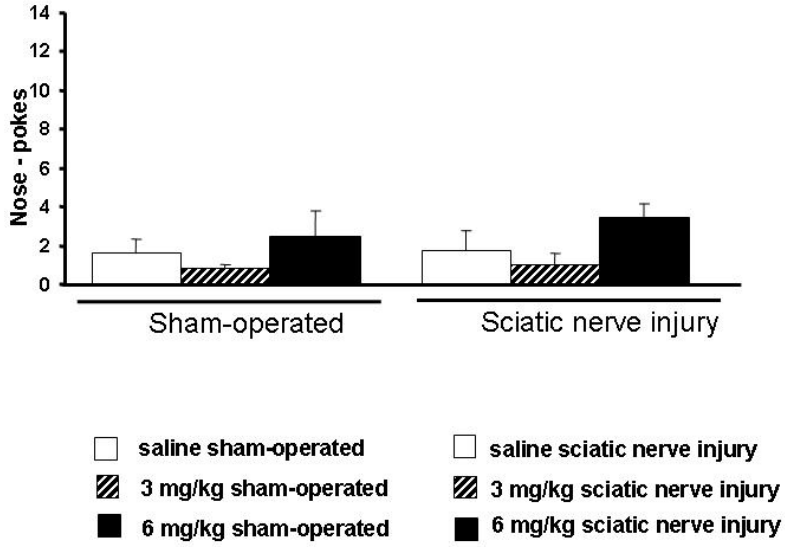 14
12
10
8
6
4
2
0
Nose - pokes
Sham-operated
Sciatic nerve injury
saline sham-operated
3 mg/kg sham-operated
6 mg/kg sham-operated
saline sciatic nerve injury
3 mg/kg sciatic nerve injury
6 mg/kg sciatic nerve injury